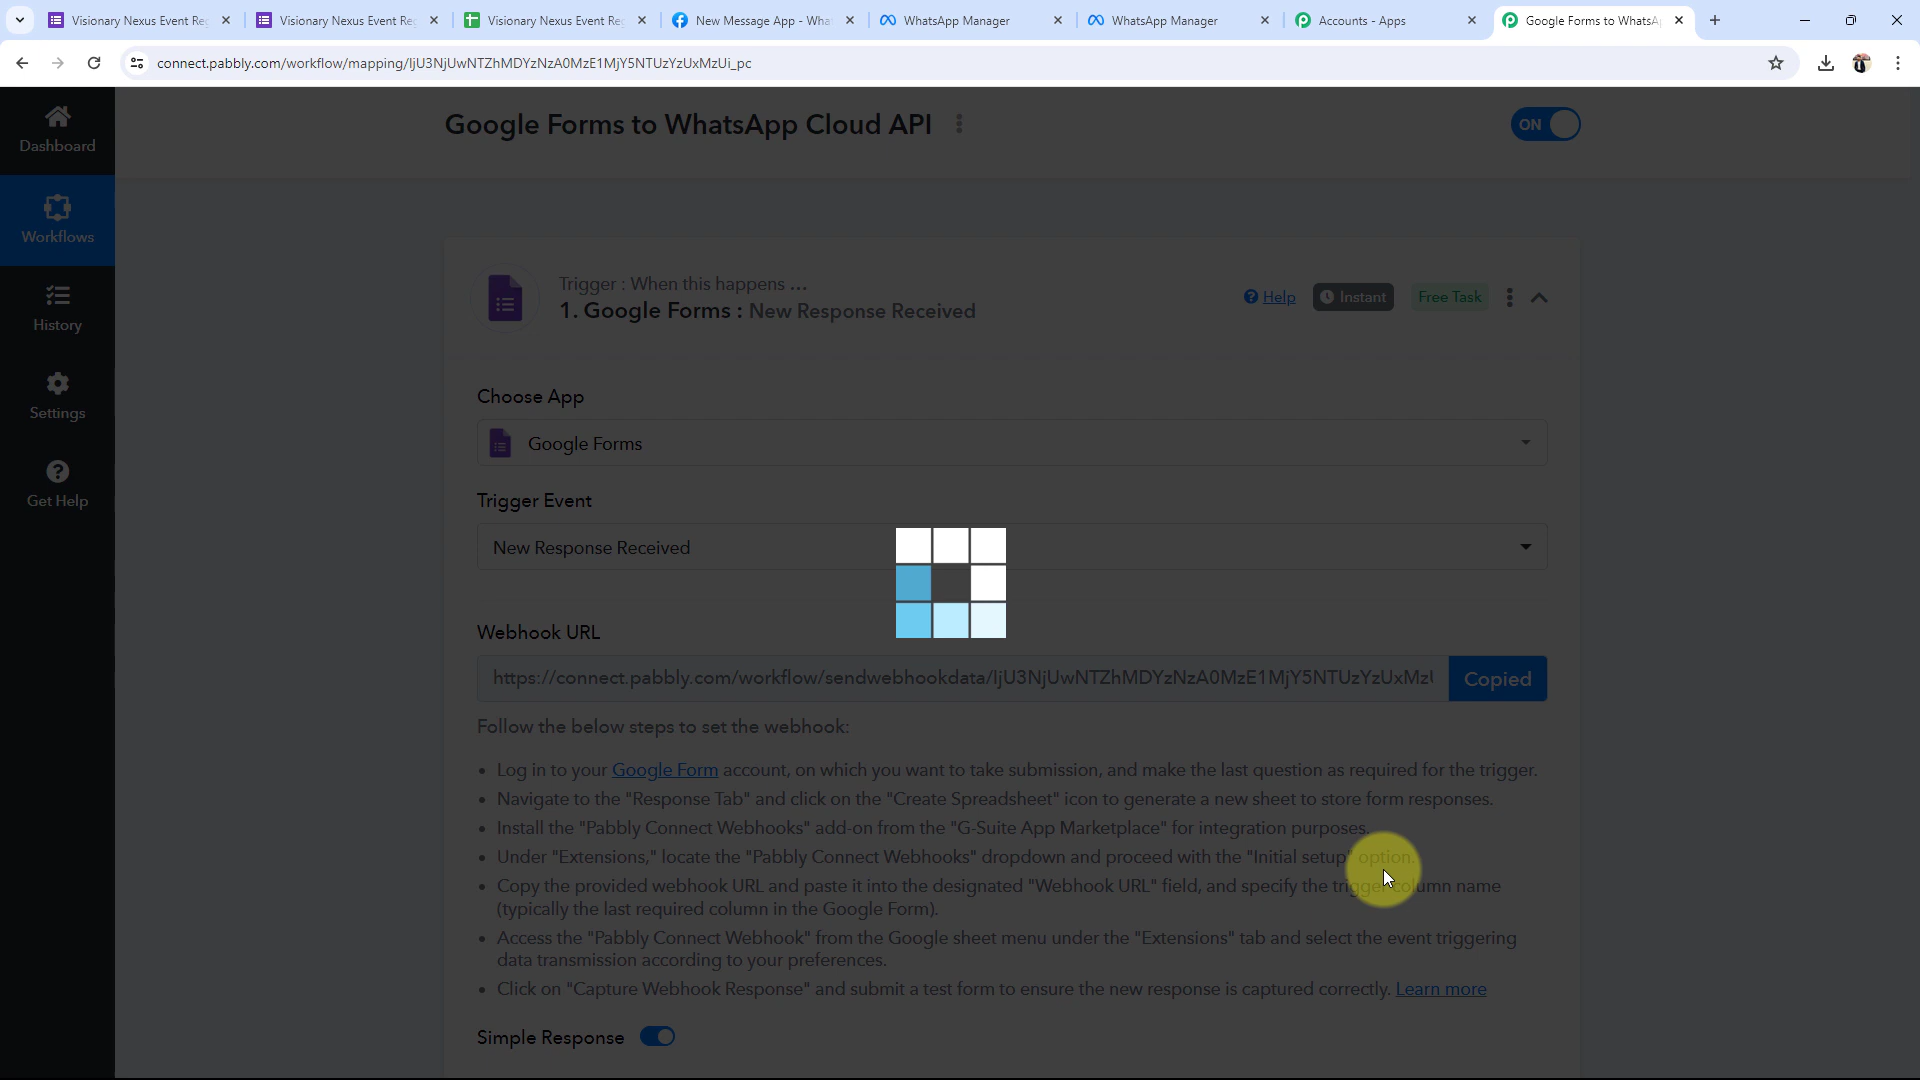 Visionary Nexus Event Re
Visionary Nexus Event Re
Visionary Nexus Event Re
New Message App - Wha
WhatsApp Manager
WhatsApp Manager
Accounts - Apps
Google Forms to WhatsA
connect.pabbly.com/workflow/mapping/IjU3NjUwNTZhMDYzNzA0MzE1MjY5NTUzYzUxMzUi_pc
Dashboard
Workflows
History
Settings
Get Help
Google Forms to WhatsApp Cloud API
ON
Trigger : When this happens ...
1. Google Forms : New Response Received
Help
Instant
Free Task
Choose App
Google Forms
Trigger Event
New Response Received
Webhook URL
https://connect.pabbly.com/workflow/sendwebhookdata/IjU3NjUwNTZhMDYzNzA0MzE1MjY5NTUzYzUxMzU
Copied
Follow the below steps to set the webhook:
• Log in to your Google Form account, on which you want to take submission, and make the last question as required for the trigger.
• Navigate to the "Response Tab" and click on the "Create Spreadsheet" icon to generate a new sheet to store form responses.
• Install the "Pabbly Connect Webhooks" add-on from the "G-Suite App Marketplace" for integration purposes.
• Under "Extensions," locate the "Pabbly Connect Webhooks" dropdown and proceed with the "Initial setup" option.
• Copy the provided webhook URL and paste it into the designated "Webhook URL" field, and specify the trigger column name
(typically the last required column in the Google Form).
• Access the "Pabbly Connect Webhook" from the Google sheet menu under the "Extensions" tab and select the event triggering
data transmission according to your preferences.
• Click on "Capture Webhook Response" and submit a test form to ensure the new response is captured correctly. Learn more
Simple Response